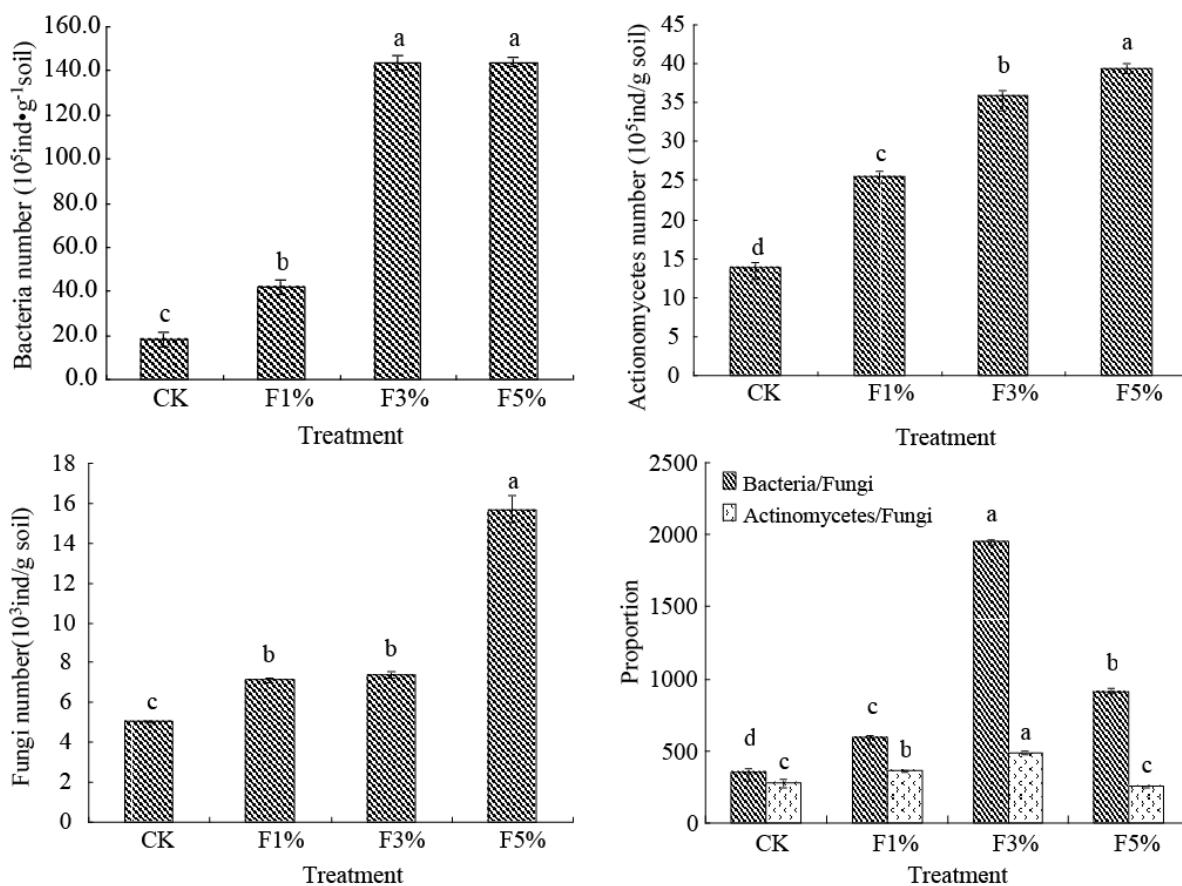 Bacteria number (10⁵ind•g⁻¹soil)
160.0
140.0
120.0
100.0
80.0
60.0
40.0
20.0
0.0
c
b
a
a
CK F1% F3% F5%
Treatment
Actionomycetes number (10⁵ind/g soil)
45
40
35
30
25
20
15
10
5
0
d
c
b
a
CK F1% F3% F5%
Treatment
Fungi number(10³ind/g soil)
18
16
14
12
10
8
6
4
2
0
c
b
b
a
CK F1% F3% F5%
Treatment
Proportion
2500
2000
1500
1000
500
0
Bacteria/Fungi
Actinomycetes/Fungi
d
c
c
b
a
a
b
c
CK F1% F3% F5%
Treatment